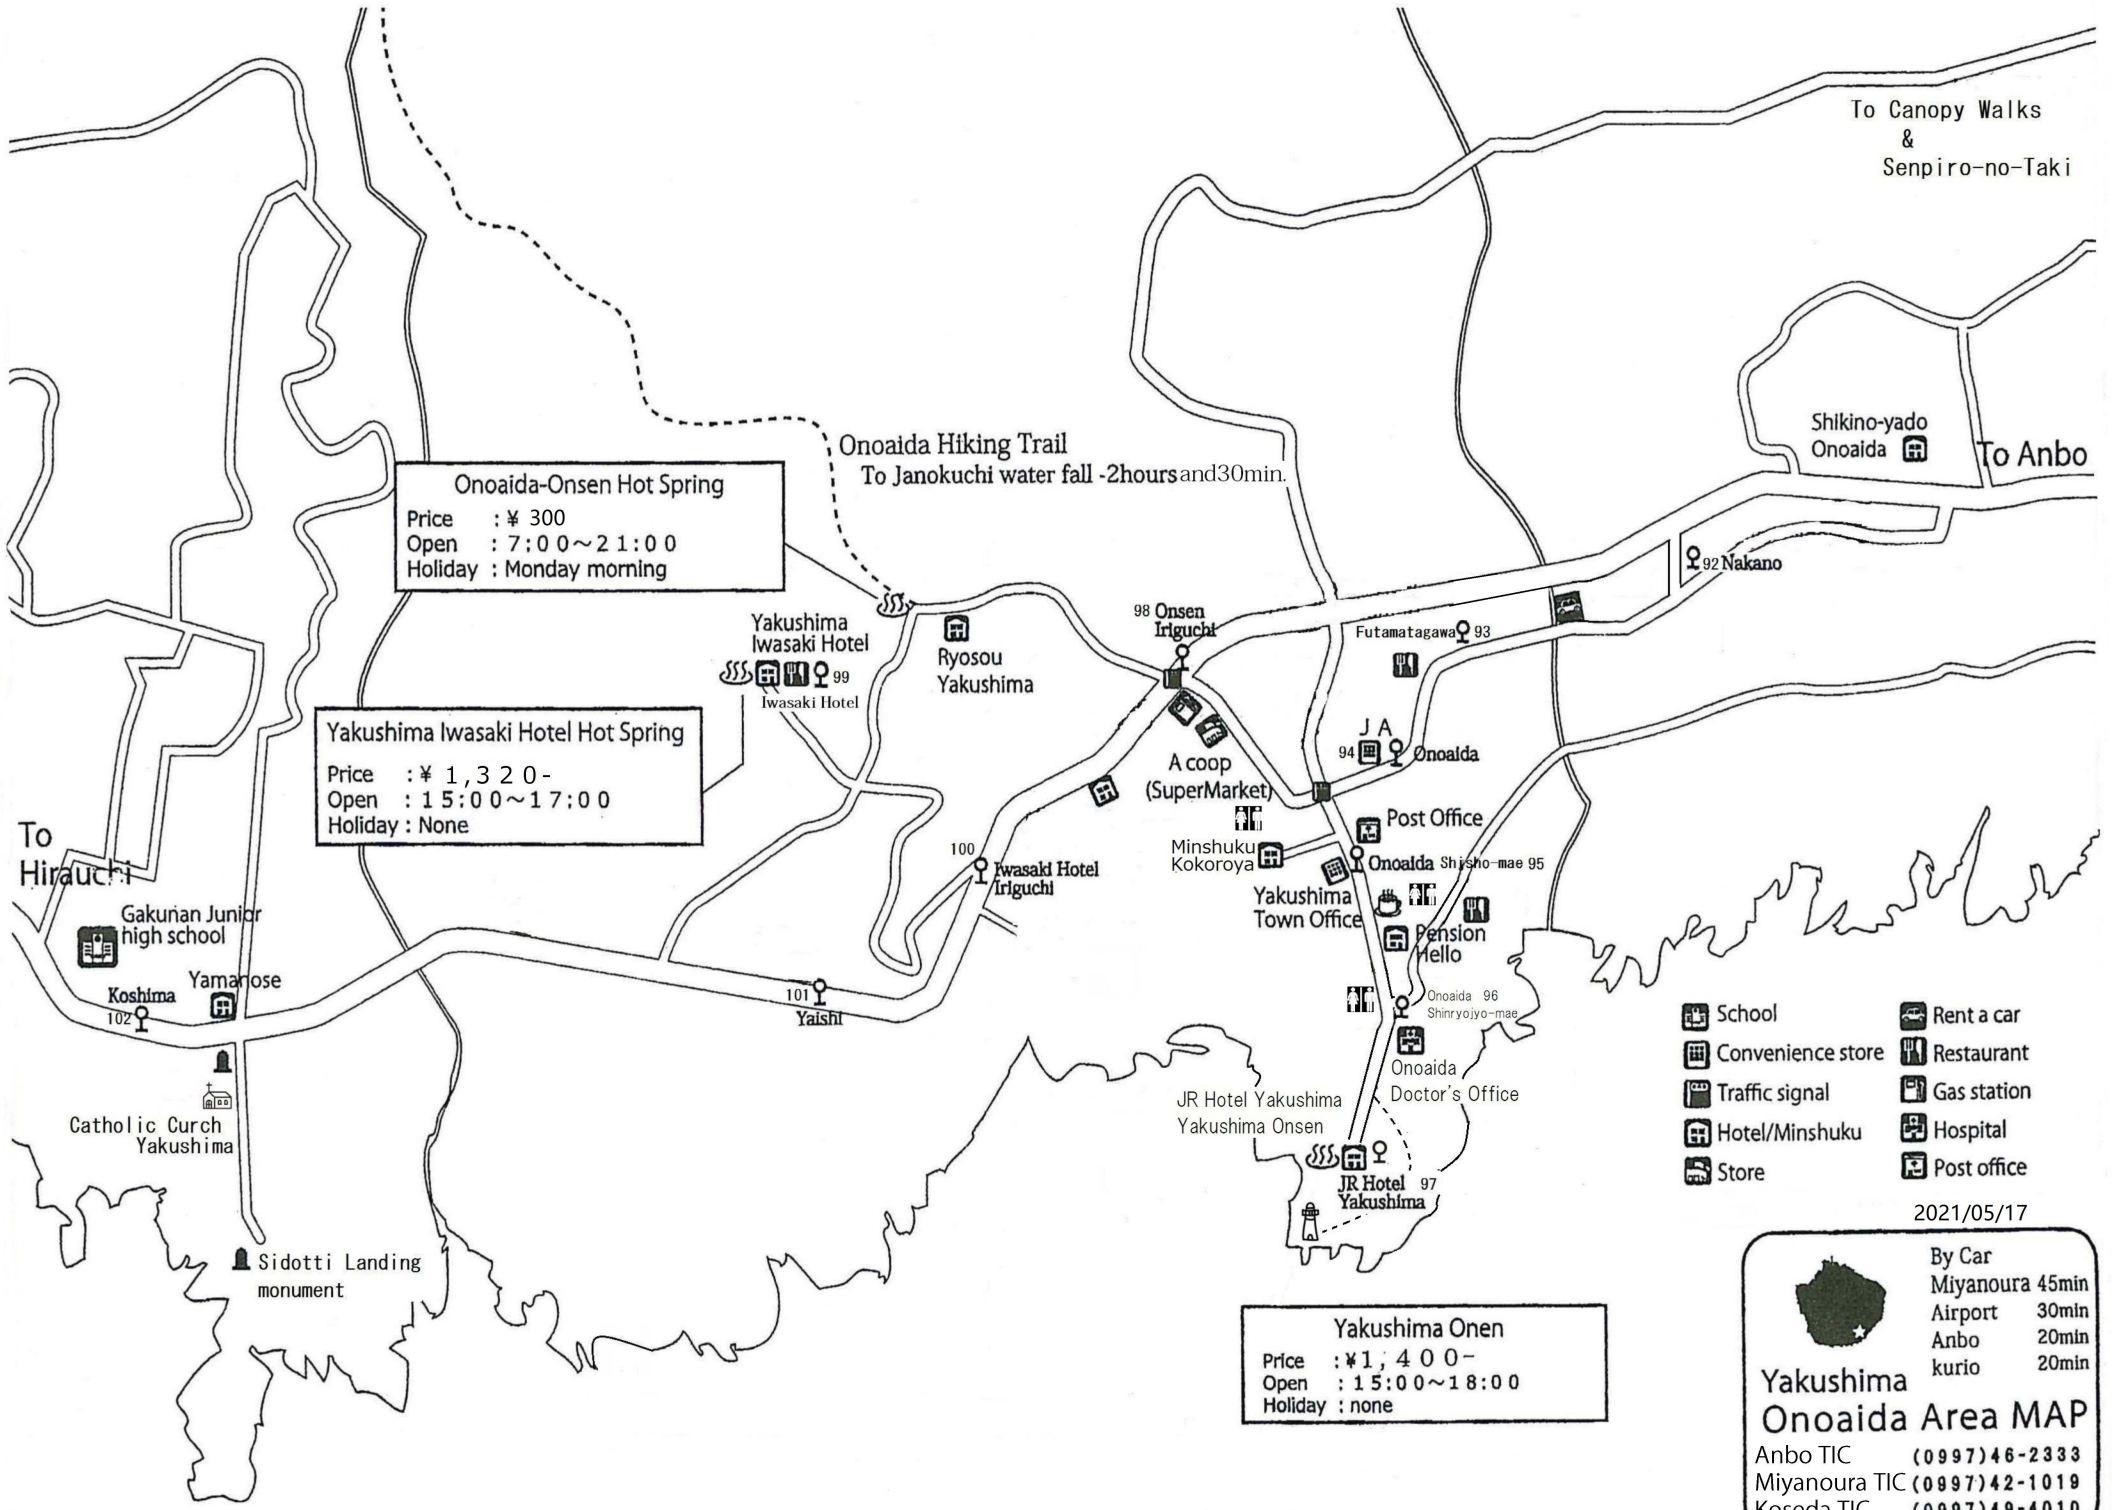 To Canopy Walks
&
Senpiro-no-Taki
Shikino-yado
Onoaida
To Anbo
Onoaida Hiking Trail
To Janokuchi water fall -2hours and30min.
Onoaida-Onsen Hot Spring
Price : ¥ 300
Open : 7:00～21:00
Holiday : Monday morning
92 Nakano
98 Onsen
Iriguchi
Futamatagawa 93
Yakushima
Iwasaki Hotel
99
Iwasaki Hotel
Ryosou
Yakushima
Yakushima Iwasaki Hotel Hot Spring
Price : ¥ 1,320-
Open : 15:00～17:00
Holiday : None
J A
94 Onoaida
A coop
(SuperMarket)
Post Office
Minshuku
Kokoroya
Onoaida Shisho-mae 95
Yakushima
Town Office
Pension
Hello
100
Iwasaki Hotel
Iriguchi
To
Hirauchi
Gakunan Junior
high school
Yamanose
Koshima
102
101
Yaishi
Onoaida 96
Shinryojyo-mae
Onoaida
Doctor's Office
JR Hotel Yakushima
Yakushima Onsen
JR Hotel 97
Yakushima
Catholic Curch
Yakushima
Sidotti Landing
monument
School
Rent a car
Convenience store
Restaurant
Traffic signal
Gas station
Hotel/Minshuku
Hospital
Store
Post office
2021/05/17
Yakushima Onen
Price : ¥1,400-
Open : 15:00～18:00
Holiday : none
By Car
Miyanoura 45min
Airport 30min
Anbo 20min
kurio 20min
Yakushima
Onoaida Area MAP
Anbo TIC (0997)46-2333
Miyanoura TIC (0997)42-1019
Koseda TIC (0997)49-4010